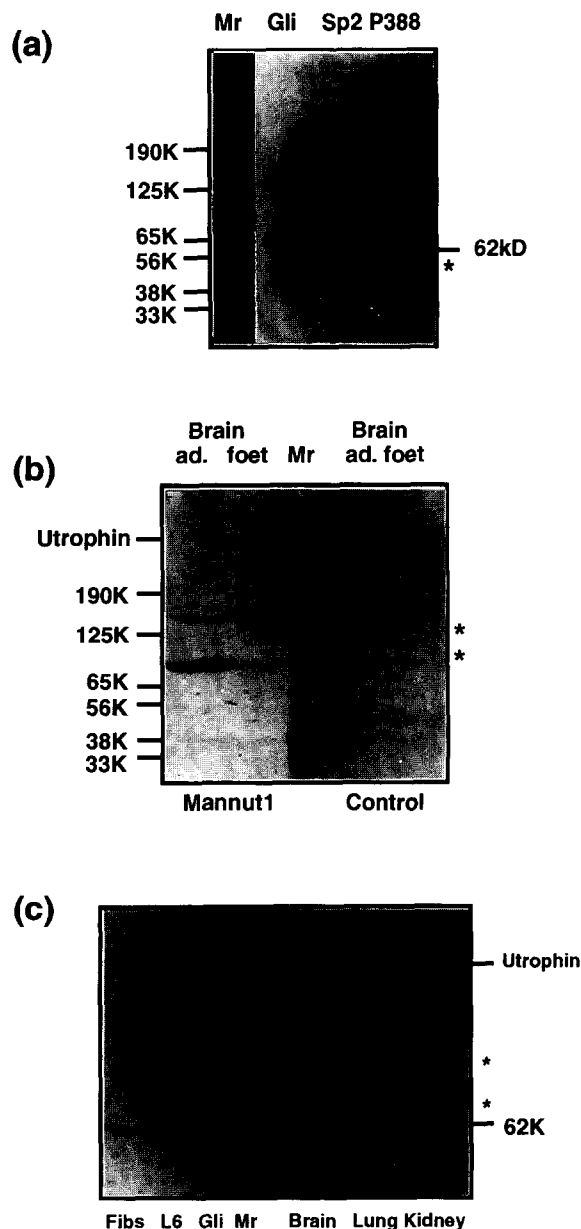 (a)
Mr Gli Sp2 P388
190K
125K
65K
56K
38K
33K
62kD
*
(b)
Brain Brain
ad. foet Mr ad. foet
Utrophin
190K
125K
65K
56K
38K
33K
*
*
Mannut1 Control
(c)
Utrophin
*
*
62K
Fibs L6 Gli Mr Brain Lung Kidney